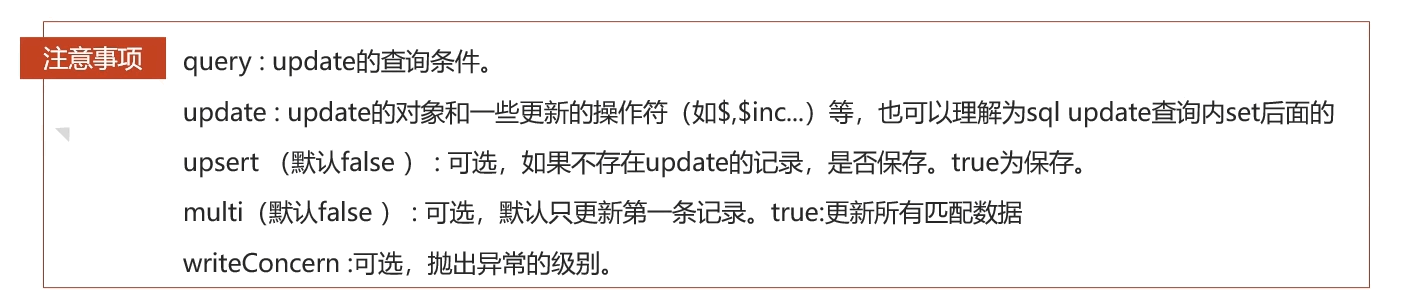 注意事项
query : update的查询条件。
update : update的对象和一些更新的操作符（如$,$inc...）等，也可以理解为sql update查询内set后面的
upsert （默认false ） : 可选，如果不存在update的记录，是否保存。true为保存。
multi（默认false ） : 可选，默认只更新第一条记录。true:更新所有匹配数据
writeConcern :可选，抛出异常的级别。